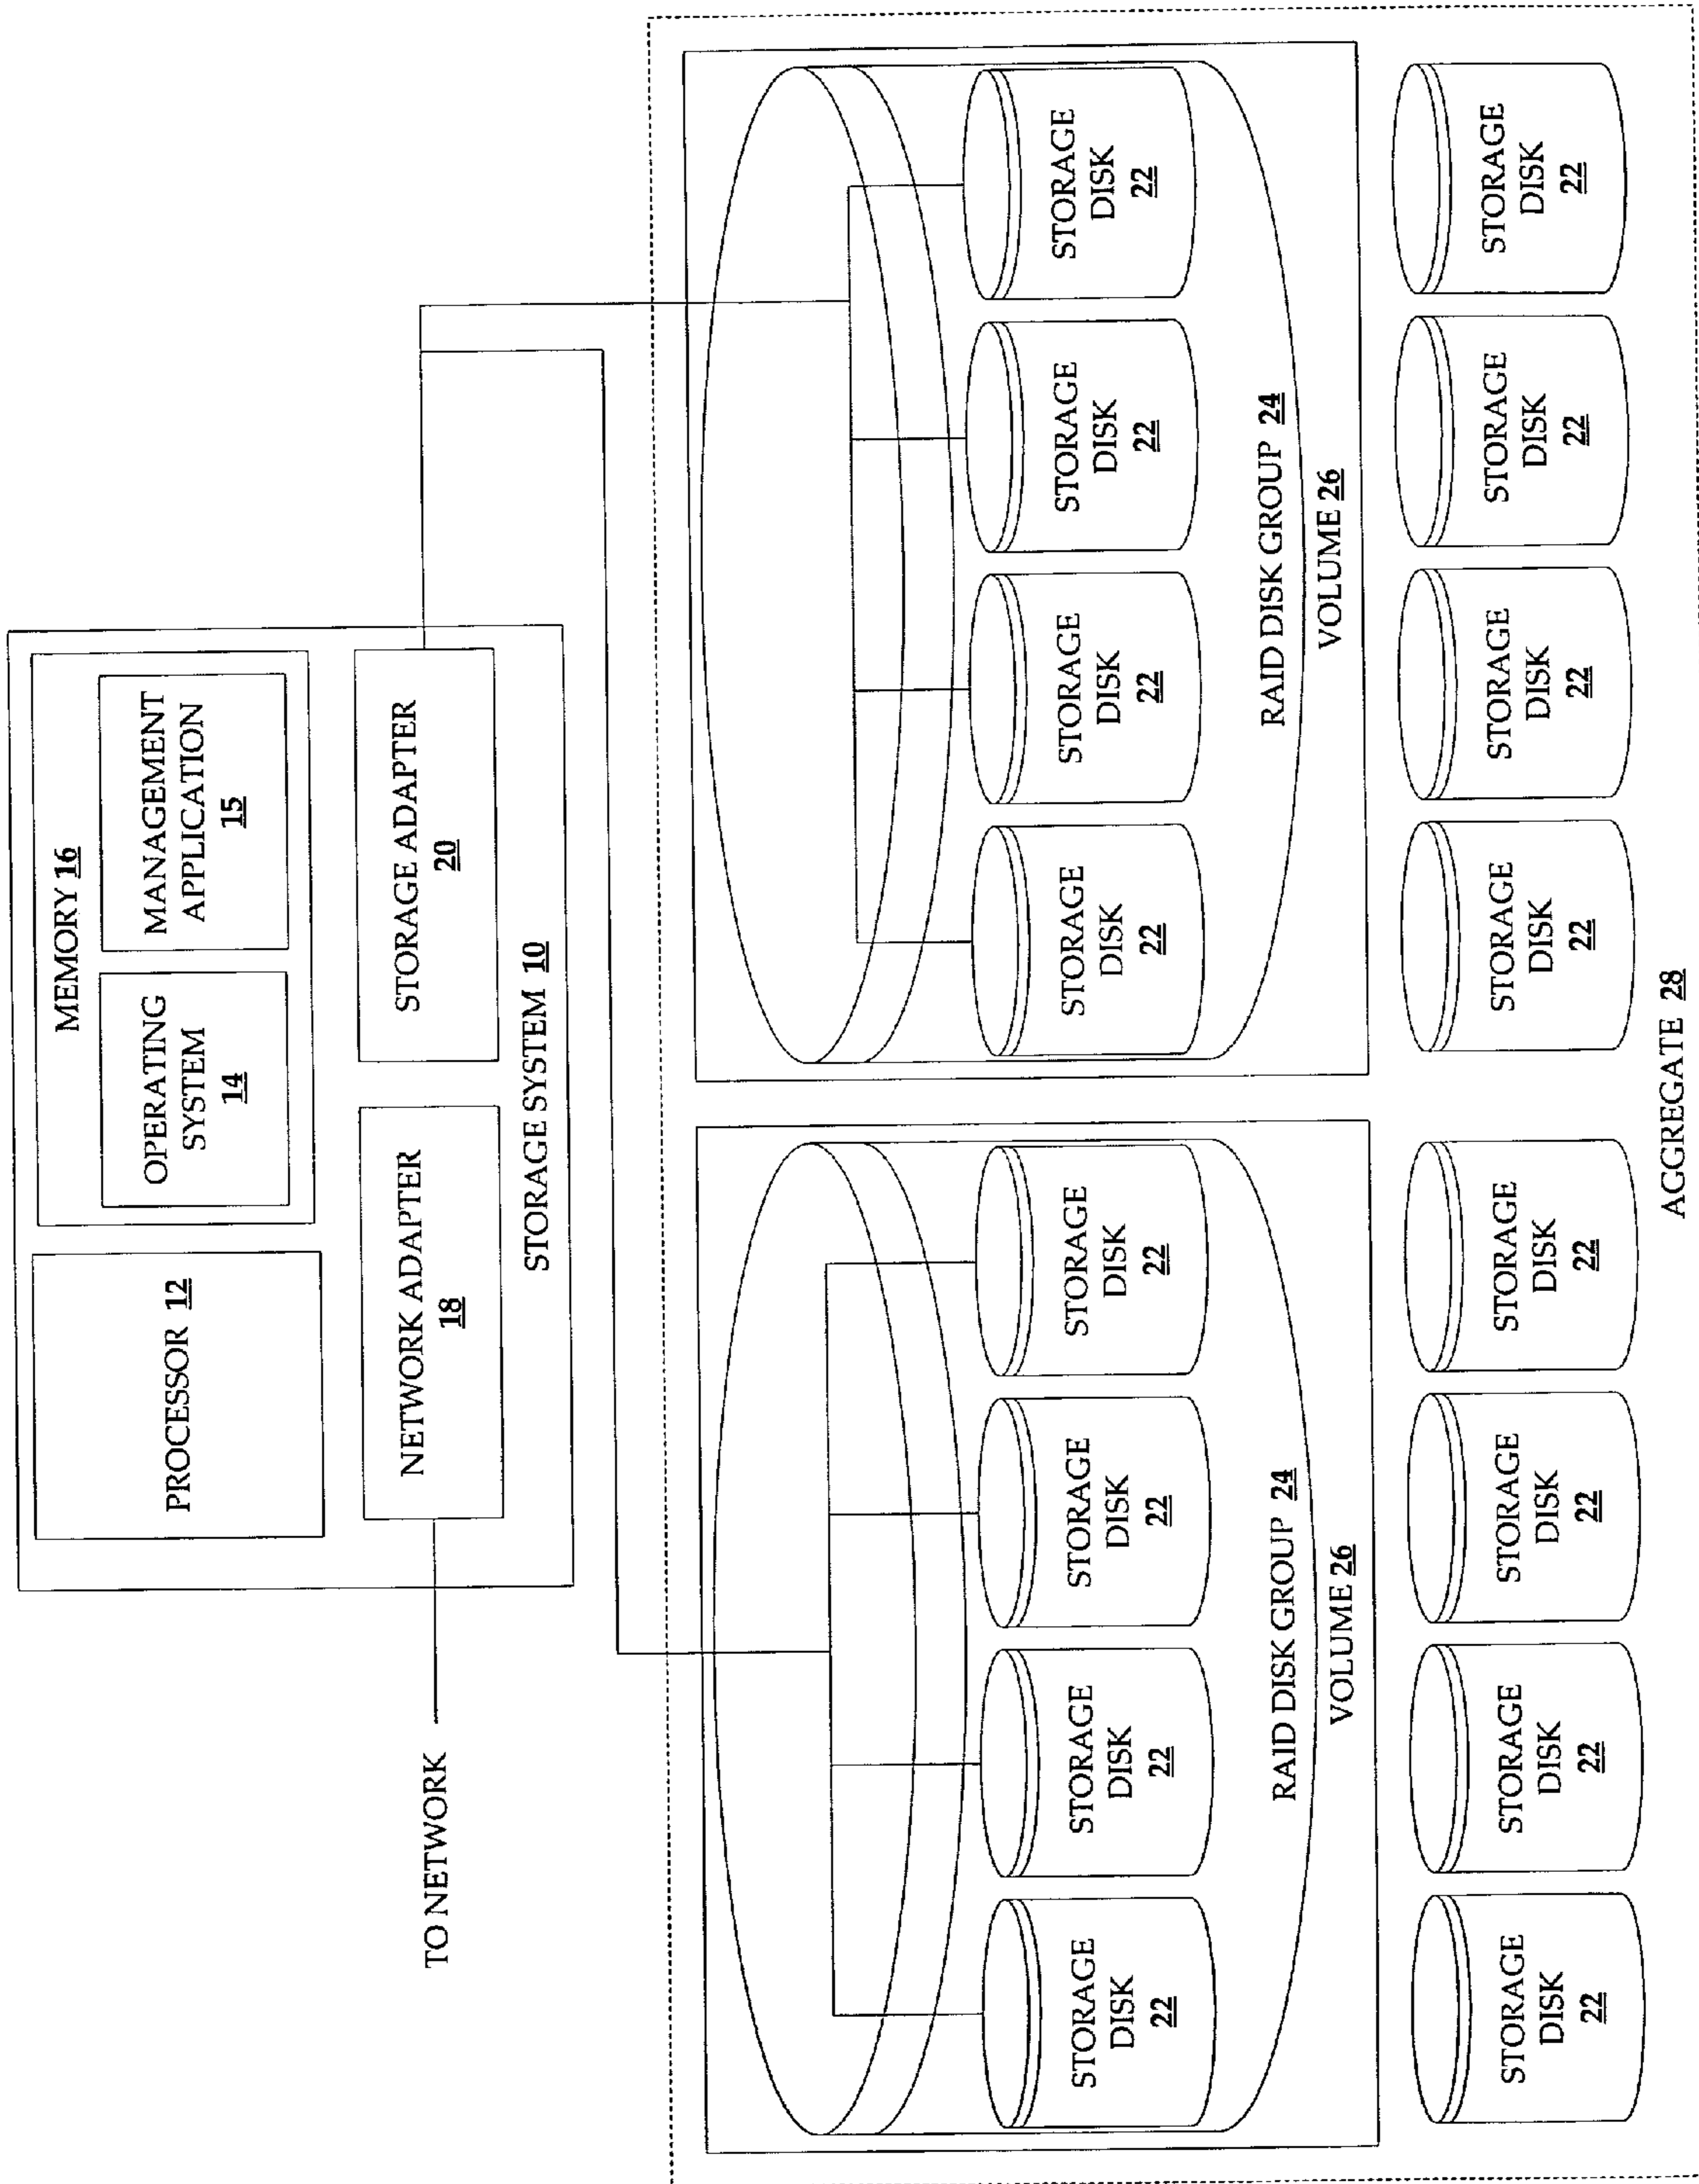 PROCESSOR 12
MEMORY 16
OPERATING
SYSTEM
14
MANAGEMENT
APPLICATION
15
NETWORK ADAPTER
18
STORAGE ADAPTER
20
STORAGE SYSTEM 10
TO NETWORK
STORAGE
DISK
22
STORAGE
DISK
22
STORAGE
DISK
22
STORAGE
DISK
22
RAID DISK GROUP 24
VOLUME 26
STORAGE
DISK
22
STORAGE
DISK
22
STORAGE
DISK
22
STORAGE
DISK
22
RAID DISK GROUP 24
VOLUME 26
STORAGE
DISK
22
STORAGE
DISK
22
STORAGE
DISK
22
STORAGE
DISK
22
STORAGE
DISK
22
STORAGE
DISK
22
STORAGE
DISK
22
STORAGE
DISK
22
AGGREGATE 28